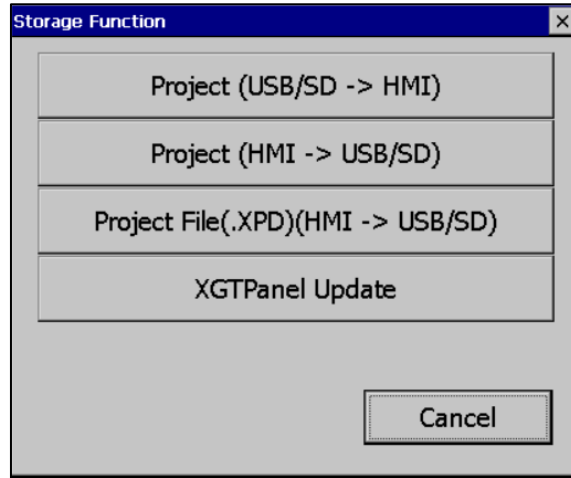 Storage Function
Project (USB/SD -> HMI)
Project (HMI -> USB/SD)
Project File(.XPD)(HMI -> USB/SD)
XGTPanel Update
Cancel